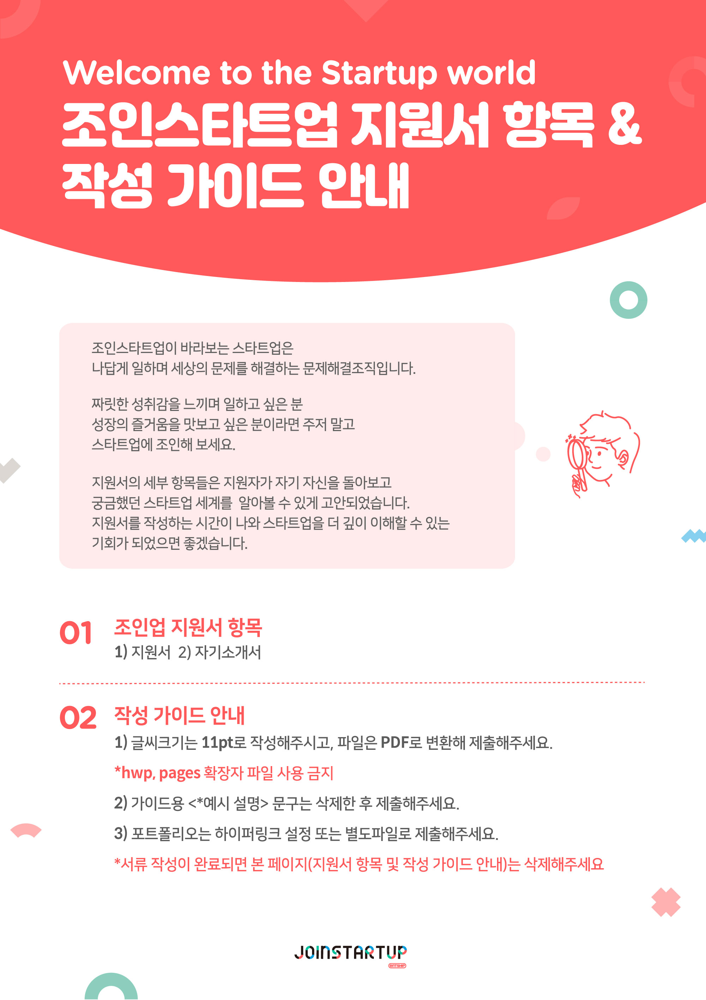 Welcome to the Startup world
조인스타트업 지원서 항목 &
작성 가이드 안내
조인스타트업이 바라보는 스타트업은
나답게 일하며 세상의 문제를 해결하는 문제해결조직입니다.
짜릿한 성취감을 느끼며 일하고 싶은 분
성장의 즐거움을 맛보고 싶은 분이라면 주저 말고
스타트업에 조인해 보세요.
지원서의 세부 항목들은 지원자가 자기 자신을 돌아보고
궁금했던 스타트업 세계를 알아볼 수 있게 고안되었습니다.
지원서를 작성하는 시간이 나와 스타트업을 더 깊이 이해할 수 있는
기회가 되었으면 좋겠습니다.
01 조인업 지원서 항목
1) 지원서 2) 자기소개서
02 작성 가이드 안내
1) 글씨크기는 11pt로 작성해주시고, 파일은 PDF로 변환해 제출해주세요.
*hwp, pages 확장자 파일 사용 금지
2) 가이드용 <*예시 설명> 문구는 삭제한 후 제출해주세요.
3) 포트폴리오는 하이퍼링크 설정 또는 별도파일로 제출해주세요.
*서류 작성이 완료되면 본 페이지(지원서 항목 및 작성 가이드 안내)는 삭제해주세요
JOINSTARTUP
ENTSHIP